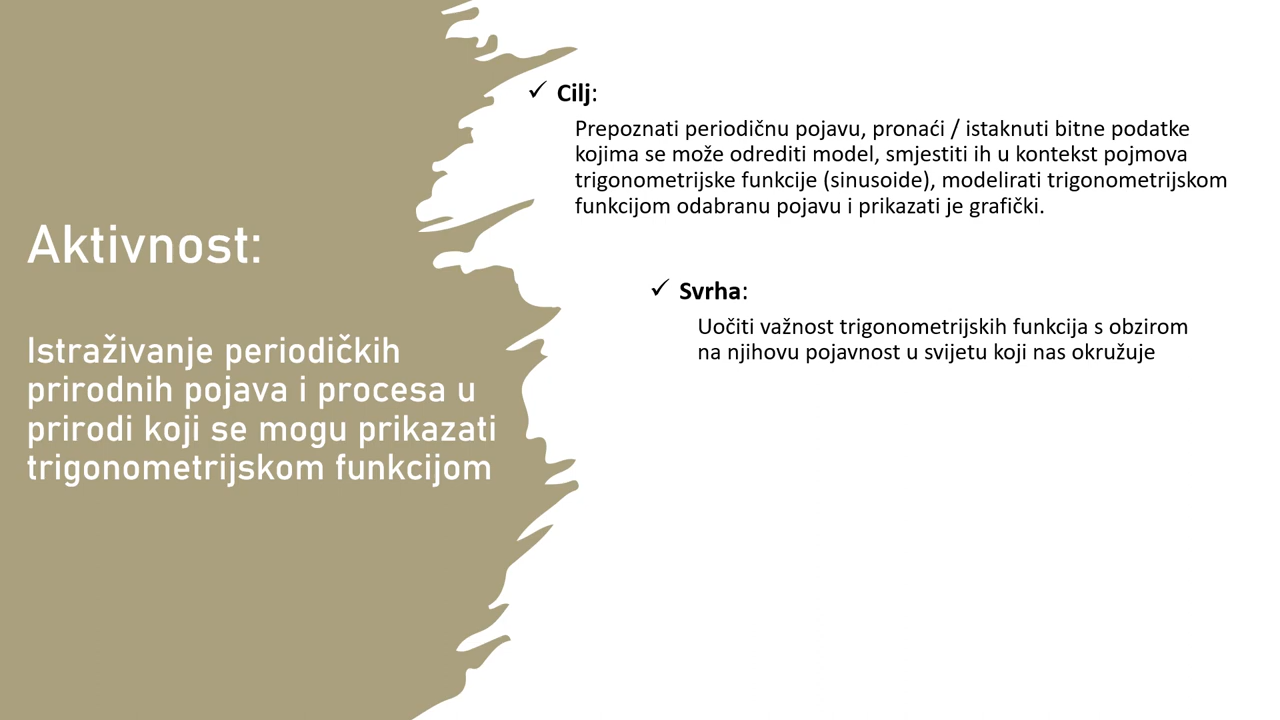 Aktivnost:
Istraživanje periodičkih
prirodnih pojava i procesa u
prirodi koji se mogu prikazati
trigonometrijskom funkcijom
✓ Cilj:
Prepoznati periodičnu pojavu, pronaći / istaknuti bitne podatke
kojima se može odrediti model, smjestiti ih u kontekst pojmova
trigonometrijske funkcije (sinusoide), modelirati trigonometrijskom
funkcijom odabranu pojavu i prikazati je grafički.
✓ Svrha:
Uočiti važnost trigonometrijskih funkcija s obzirom
na njihovu pojavnost u svijetu koji nas okružuje